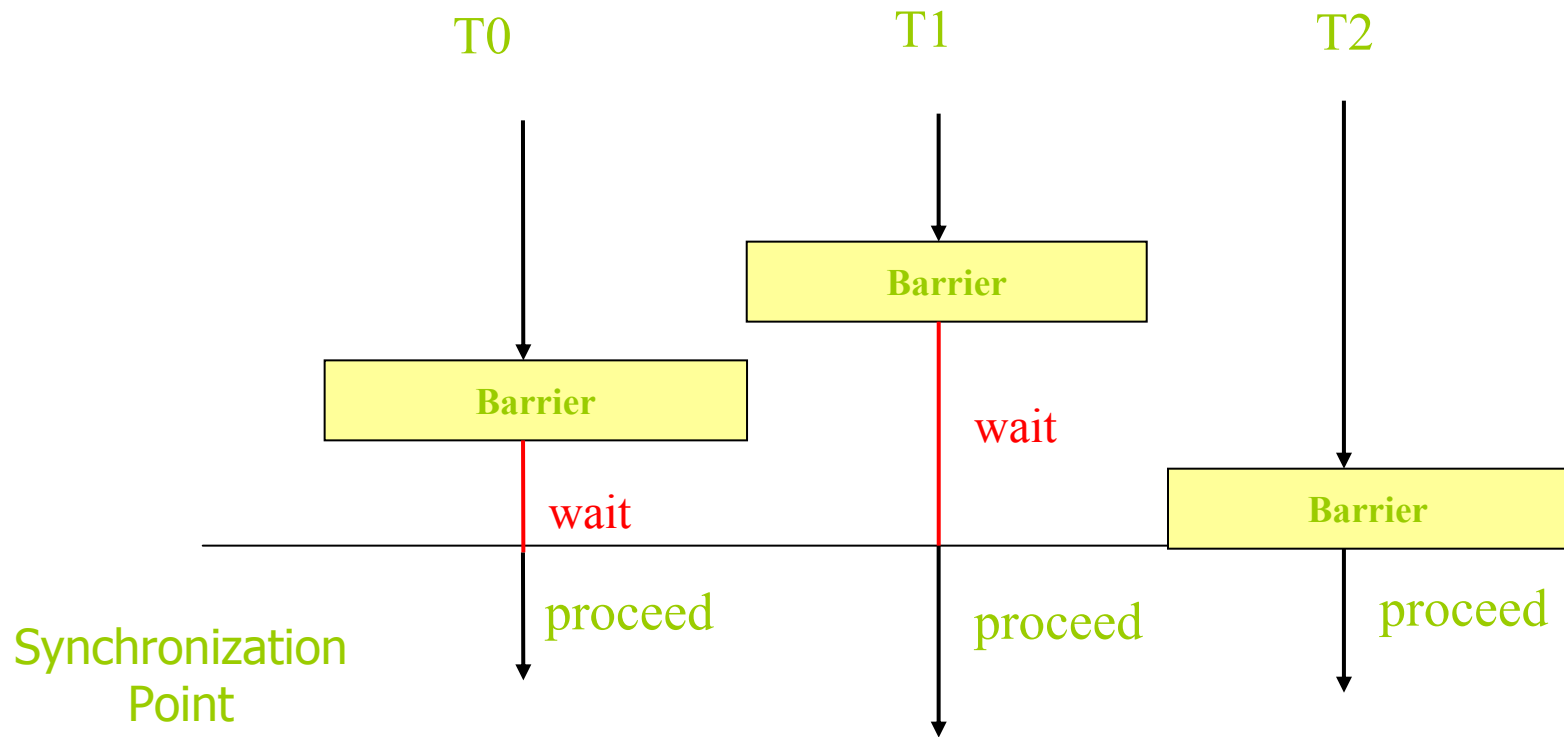 T0
T1
T2
Barrier
Barrier
wait
wait
Barrier
proceed
proceed
proceed
Synchronization
Point